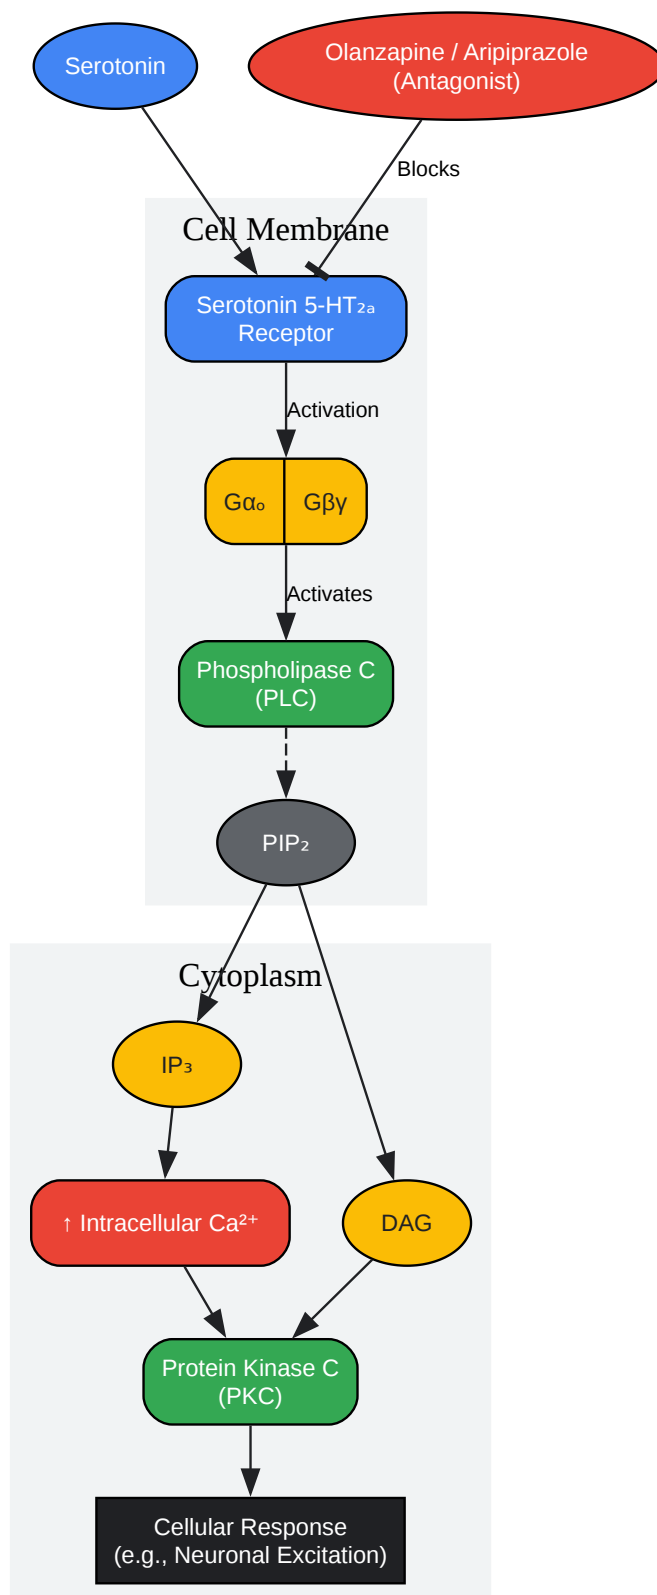 Serotonin
Olanzapine / Aripiprazole
(Antagonist)
Blocks
Cell Membrane
Serotonin 5-HT₂ₐ
Receptor
Activation
Gαₒ
Gβγ
Activates
Phospholipase C
(PLC)
PIP₂
Cytoplasm
IP₃
↑ Intracellular Ca²⁺
DAG
Protein Kinase C
(PKC)
Cellular Response
(e.g., Neuronal Excitation)